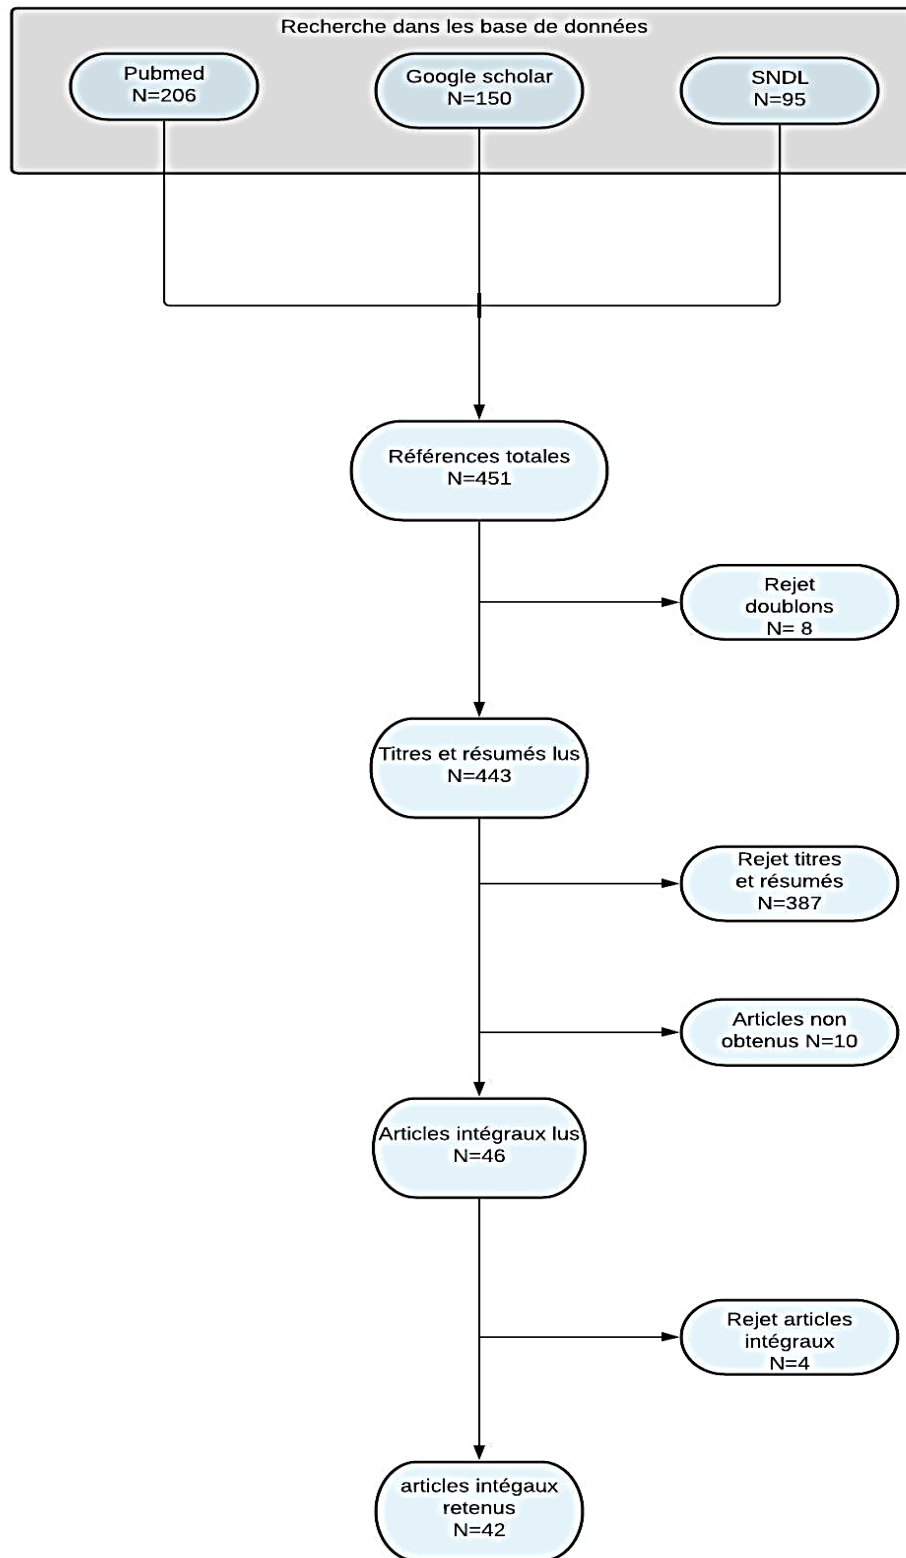 Recherche dans les base de données
Pubmed
N=206
Google scholar
N=150
SNDL
N=95
Références totales
N=451
Rejet
doublons
N= 8
Titres et résumés lus
N=443
Rejet titres
et résumés
N=387
Articles non
obtenus N=10
Articles intégraux lus
N=46
Rejet articles
intégraux
N=4
articles intégaux
retenus
N=42